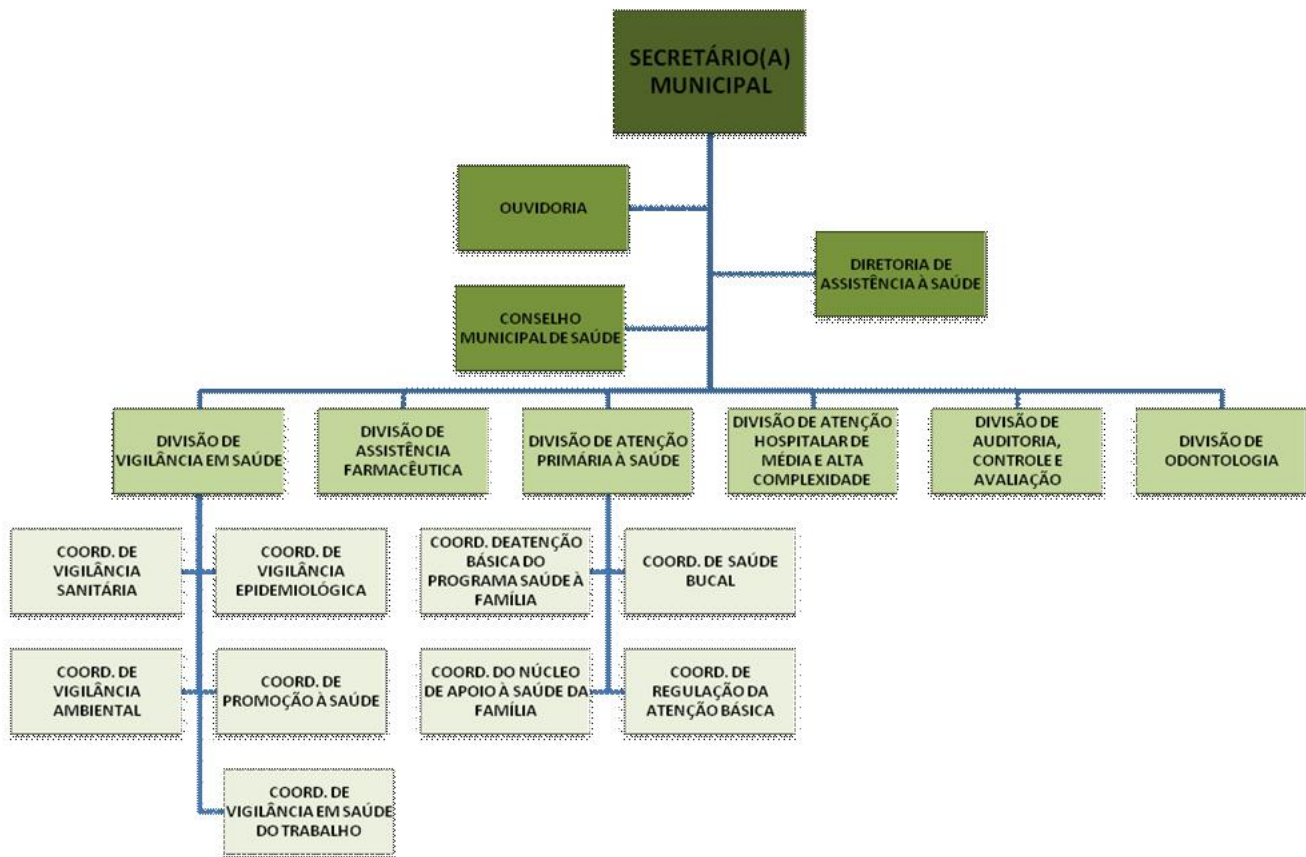 SECRETÁRIO(A)
MUNICIPAL
OUVIDORIA
DIRETORIA DE
ASSISTÊNCIA À SAÚDE
CONSELHO
MUNICIPAL DE SAÚDE
DIVISÃO DE
VIGILÂNCIA EM SAÚDE
DIVISÃO DE
ASSISTÊNCIA
FARMACÊUTICA
DIVISÃO DE ATENÇÃO
PRIMÁRIA À SAÚDE
DIVISÃO DE ATENÇÃO
HOSPITALAR DE
MÉDIA E ALTA
COMPLEXIDADE
DIVISÃO DE
AUDITORIA,
CONTROLE E
AVALIAÇÃO
DIVISÃO DE
ODONTOLOGIA
COORD. DE
VIGILÂNCIA
SANITÁRIA
COORD. DE
VIGILÂNCIA
EPIDEMIOLÓGICA
COORD. DEATENÇÃO
BÁSICA DO
PROGRAMA SAÚDE À
FAMÍLIA
COORD. DE SAÚDE
BUCAL
COORD. DE
VIGILÂNCIA
AMBIENTAL
COORD. DE
PROMOÇÃO À SAÚDE
COORD. DO NÚCLEO
DE APOIO À SAÚDE DA
FAMÍLIA
COORD. DE
REGULAÇÃO DA
ATENÇÃO BÁSICA
COORD. DE
VIGILÂNCIA EM SAÚDE
DO TRABALHO